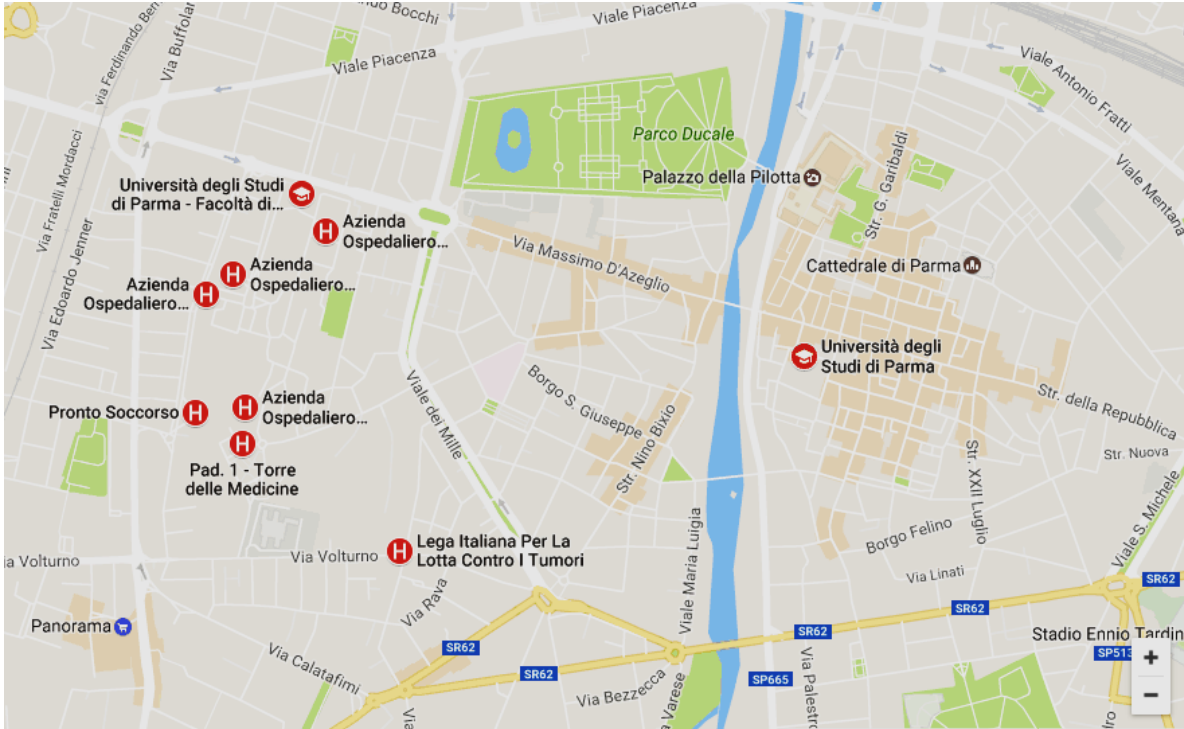 ndo Bocchi
Viale Piacenza
Viale Piacenza
via Ferdinando Bern
Via Buffolar
Viale Antonio Fratti
Viale Mentana
Parco Ducale
Palazzo della Pilotta
Str. G. Garibaldi
Università degli Studi
di Parma - Facoltà di...
Via Fratelli Mordacci
Azienda
Ospedaliero...
Via Massimo D'Azeglio
Cattedrale di Parma
Via Edoardo Jenner
Azienda
Ospedaliero...
Azienda
Ospedaliero...
Università degli
Studi di Parma
Viale dei Mille
Borgo S. Giuseppe
Str. Nino Bixio
Str. della Repubblica
Str. Nuova
Pronto Soccorso
Azienda
Ospedaliero...
Pad. 1 - Torre
delle Medicine
Str. XXII Luglio
Viale S. Michele
Borgo Felino
Via Linati
Viale Maria Luigia
ia Volturno
Via Volturno
Lega Italiana Per La
Lotta Contro I Tumori
Via Rava
SR62
SR62
SR62
SR62
SR62
Panorama
Via Calatafimi
Via Bezzecca
a Varese
SP665
Via Palestro
Stadio Ennio Tardin
SP513
+
−
Via
dro